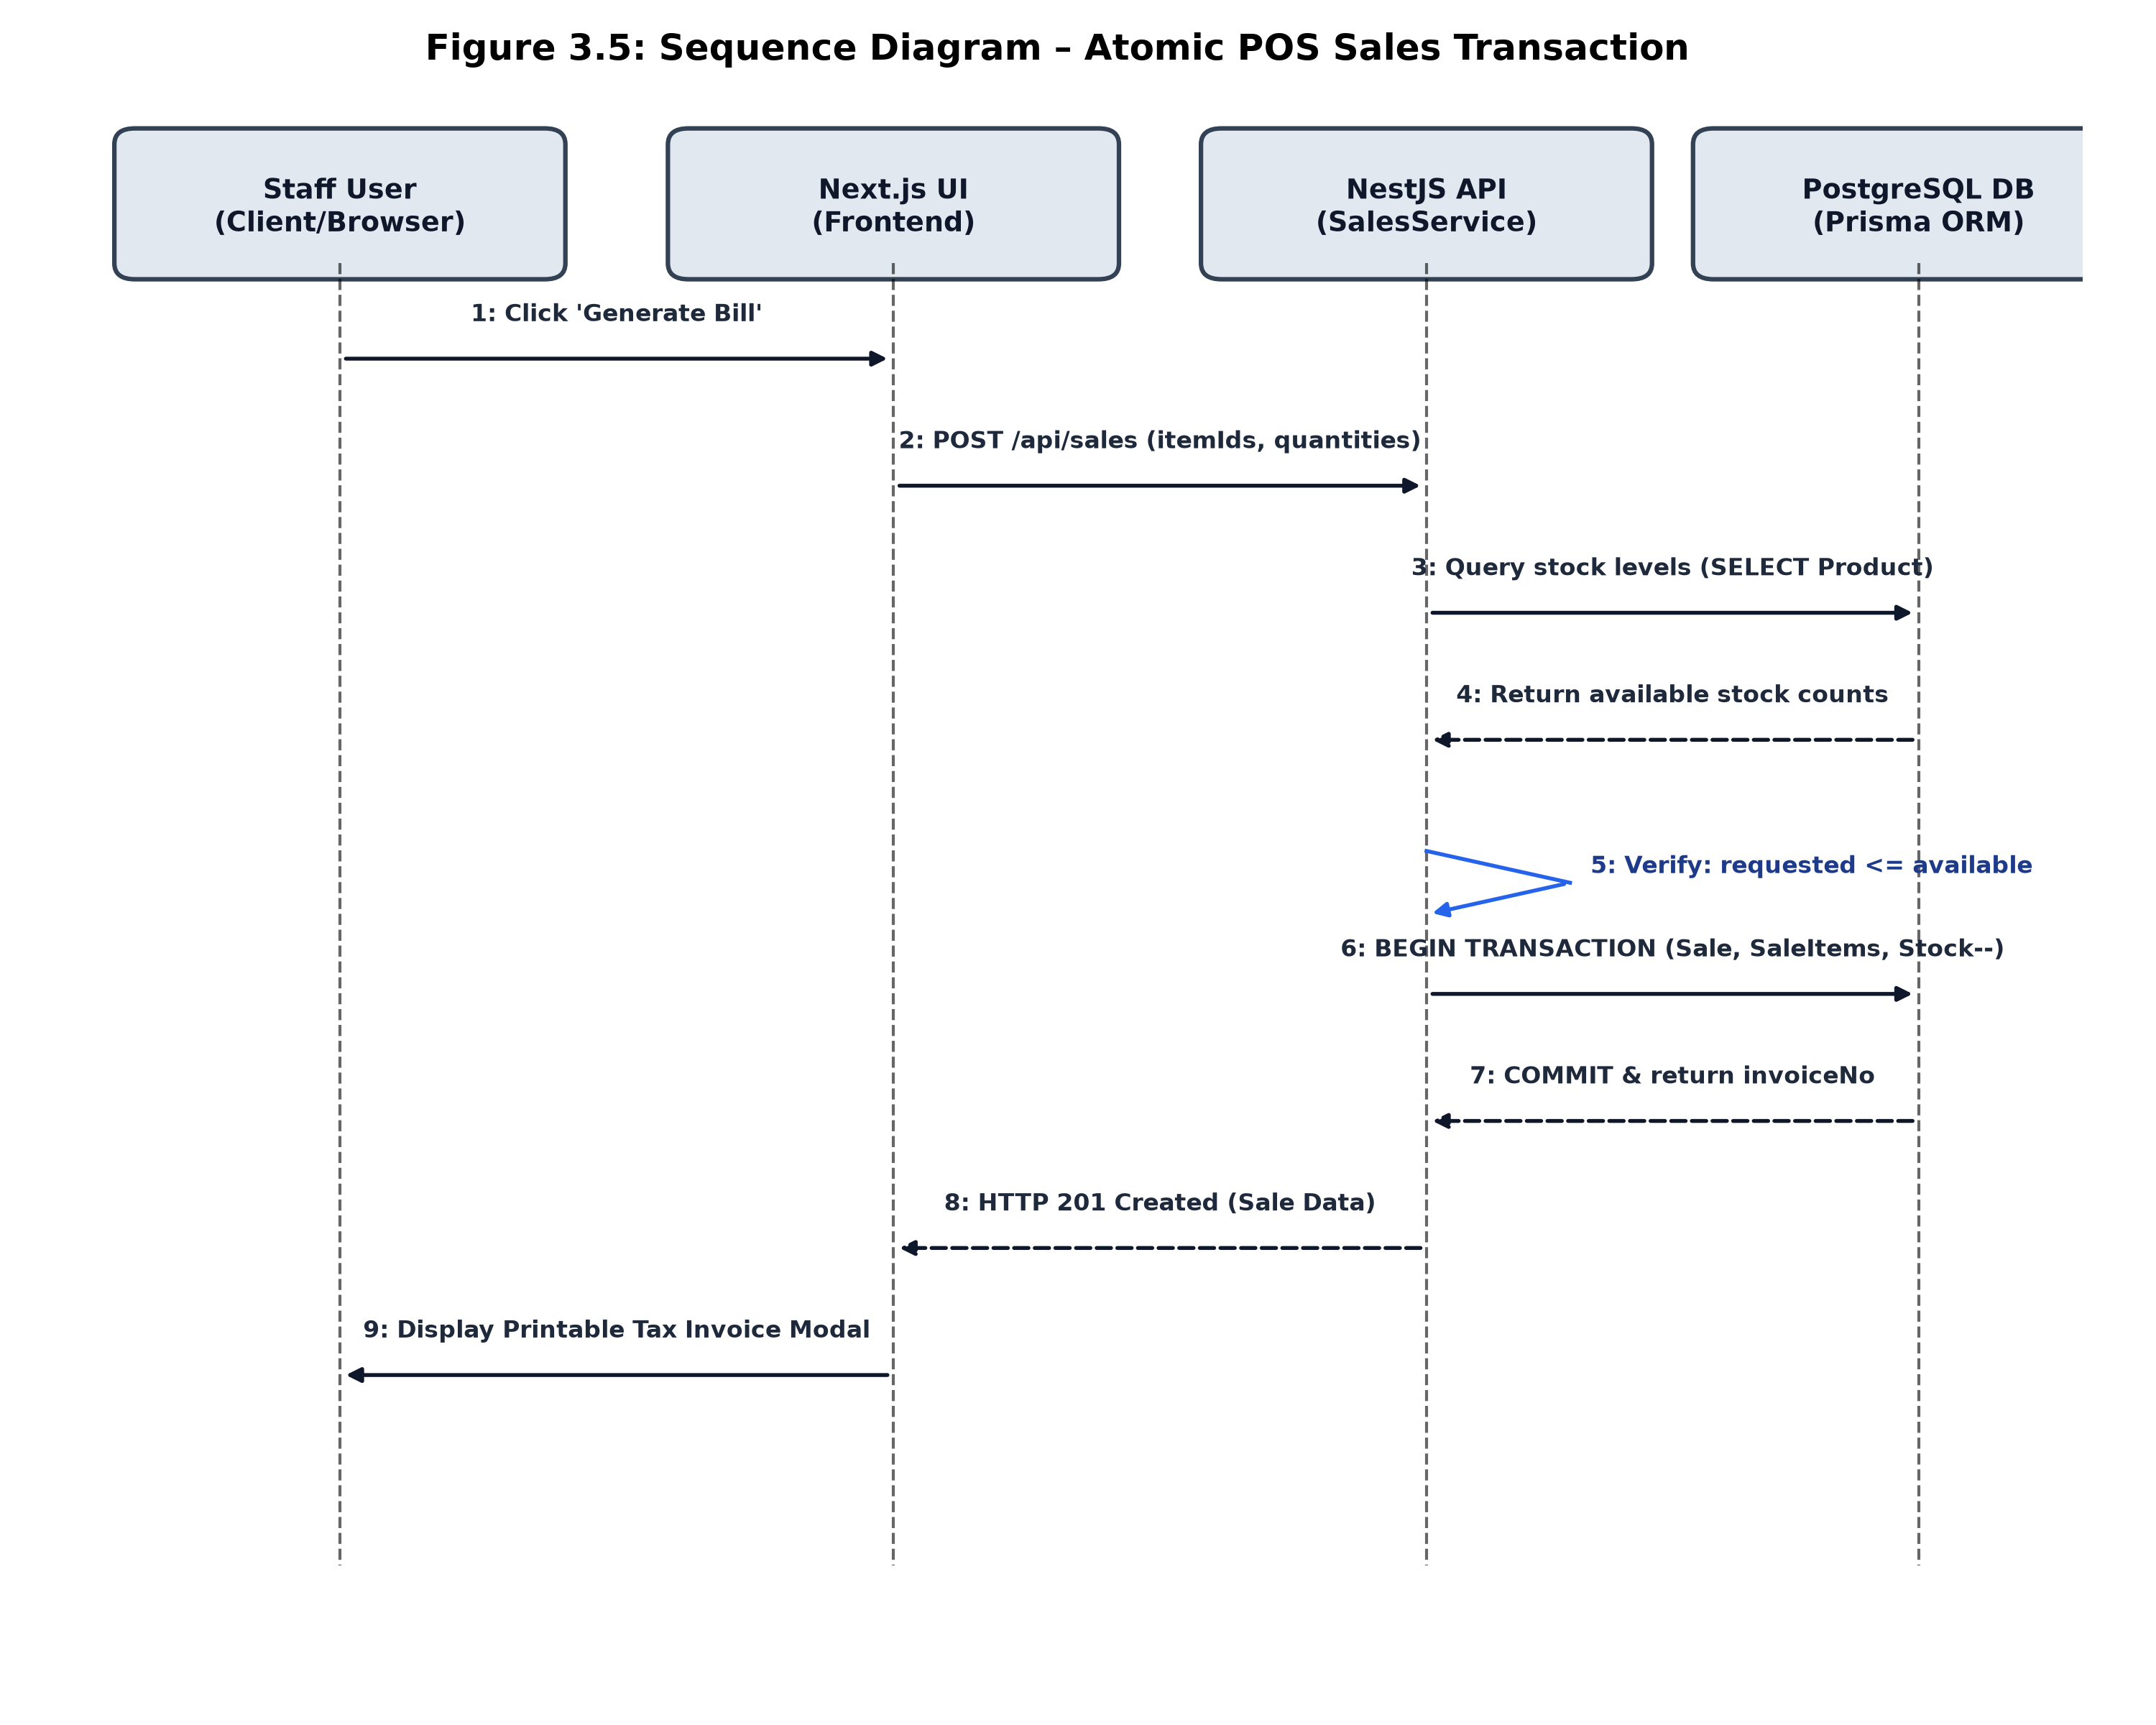 Figure 3.5: Sequence Diagram – Atomic POS Sales Transaction
Staff User
(Client/Browser)
Next.js UI
(Frontend)
NestJS API
(SalesService)
PostgreSQL DB
(Prisma ORM)
1: Click 'Generate Bill'
2: POST /api/sales (itemIds, quantities)
3: Query stock levels (SELECT Product)
4: Return available stock counts
5: Verify: requested <= available
6: BEGIN TRANSACTION (Sale, SaleItems, Stock--)
7: COMMIT & return invoiceNo
8: HTTP 201 Created (Sale Data)
9: Display Printable Tax Invoice Modal